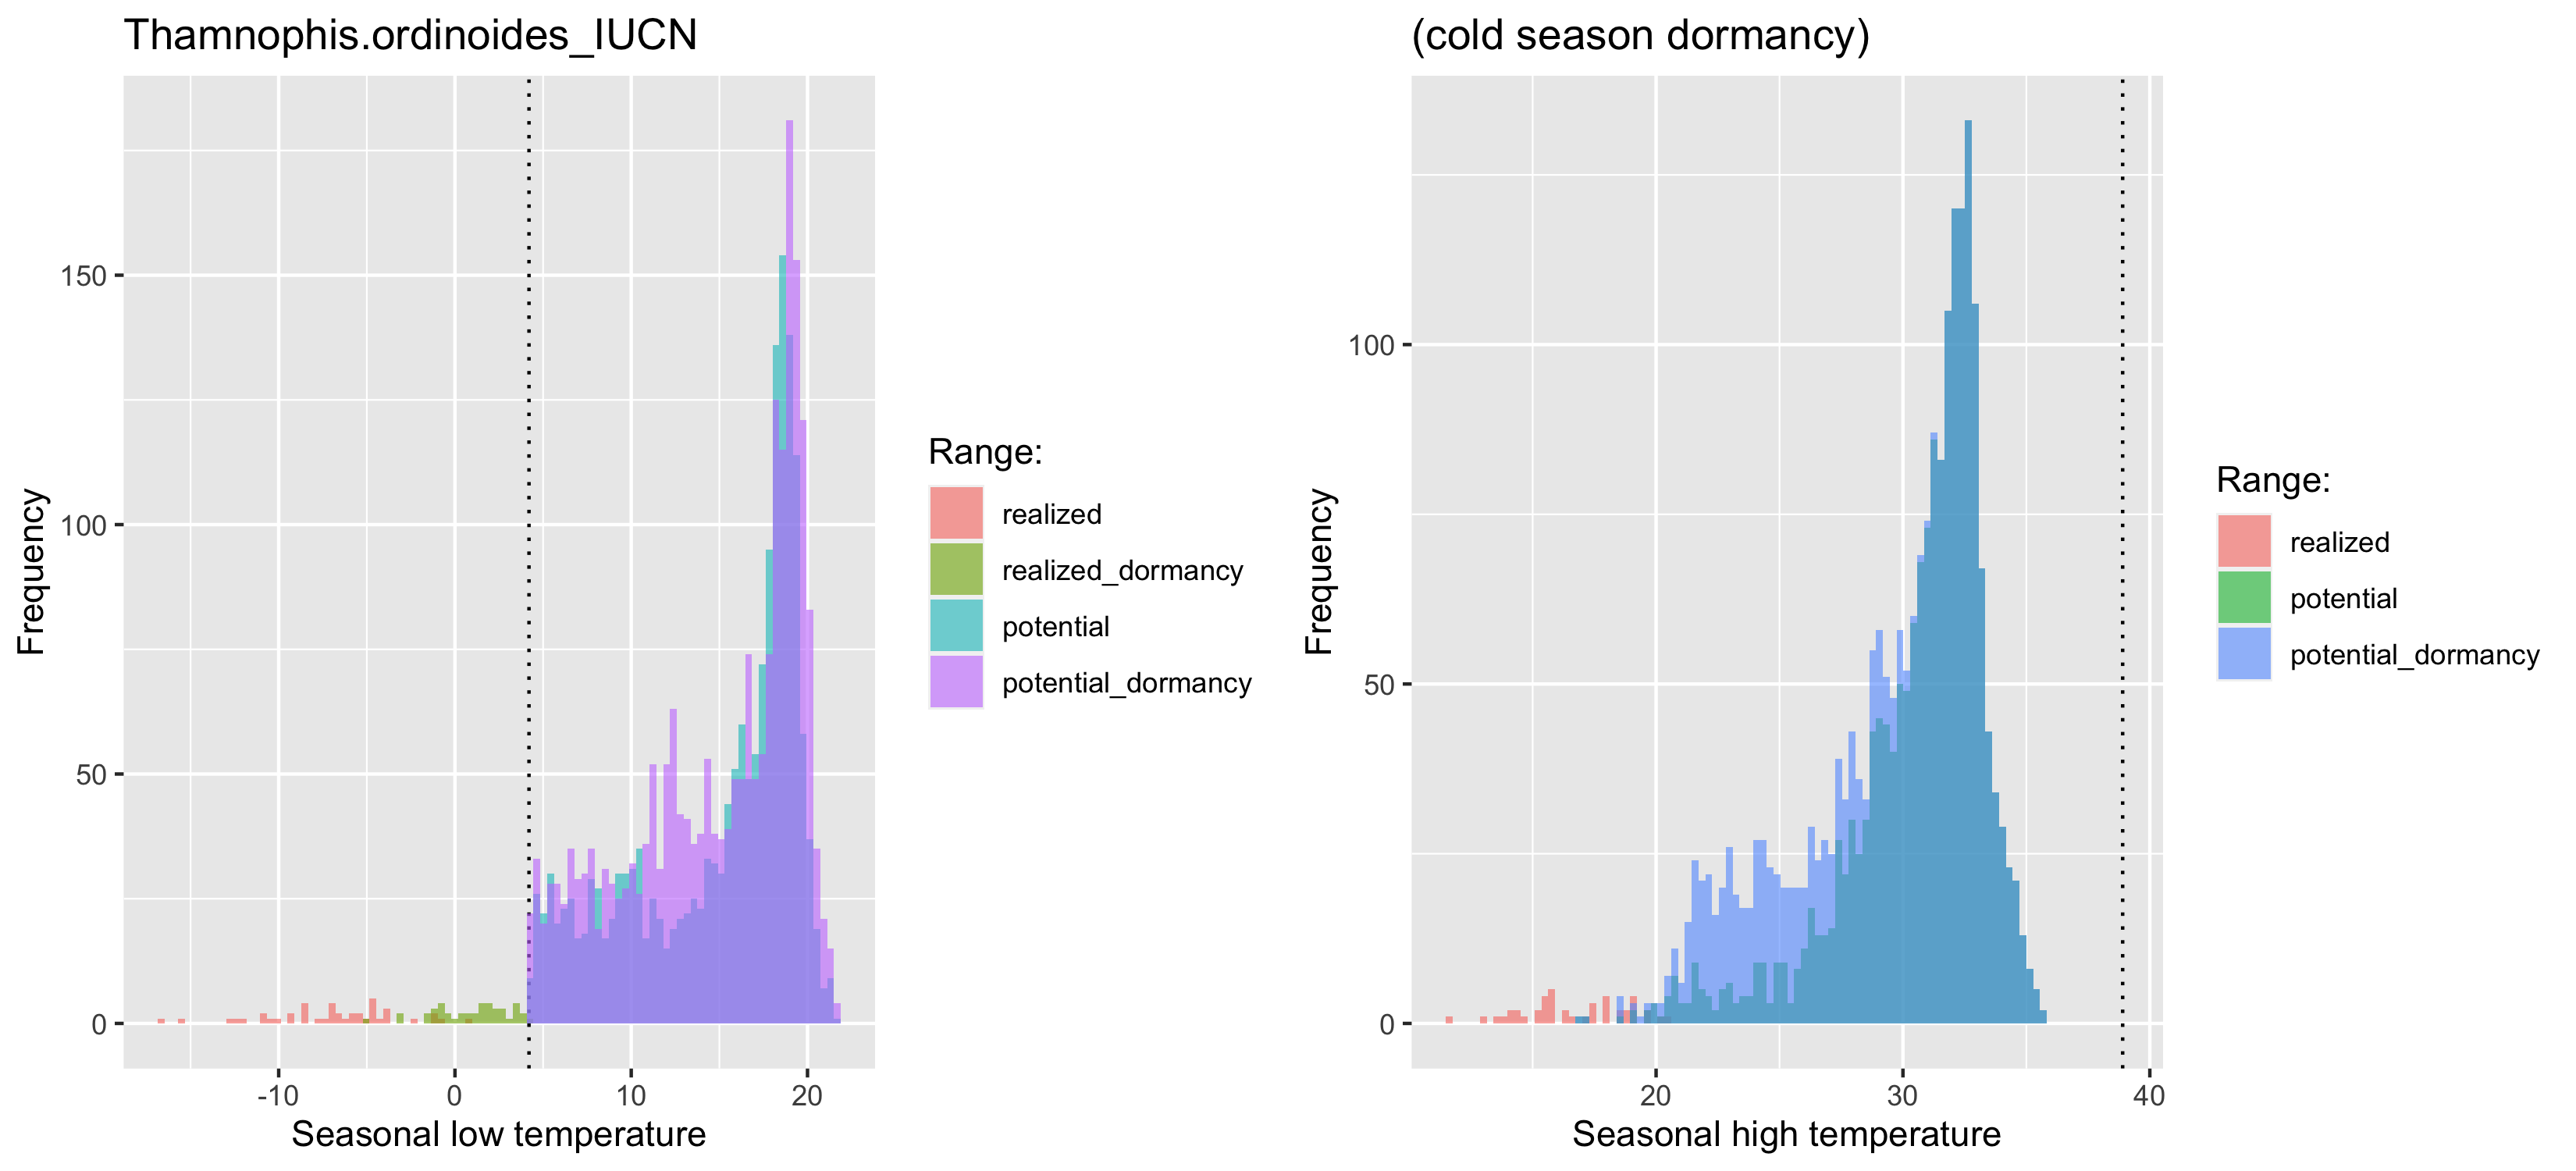 Thamnophis.ordinoides_IUCN
(cold season dormancy)
Frequency
150
100
50
0
-10 0 10 20
Seasonal low temperature
Range:
realized
realized_dormancy
potential
potential_dormancy
Frequency
100
50
0
20 30 40
Seasonal high temperature
Range:
realized
potential
potential_dormancy